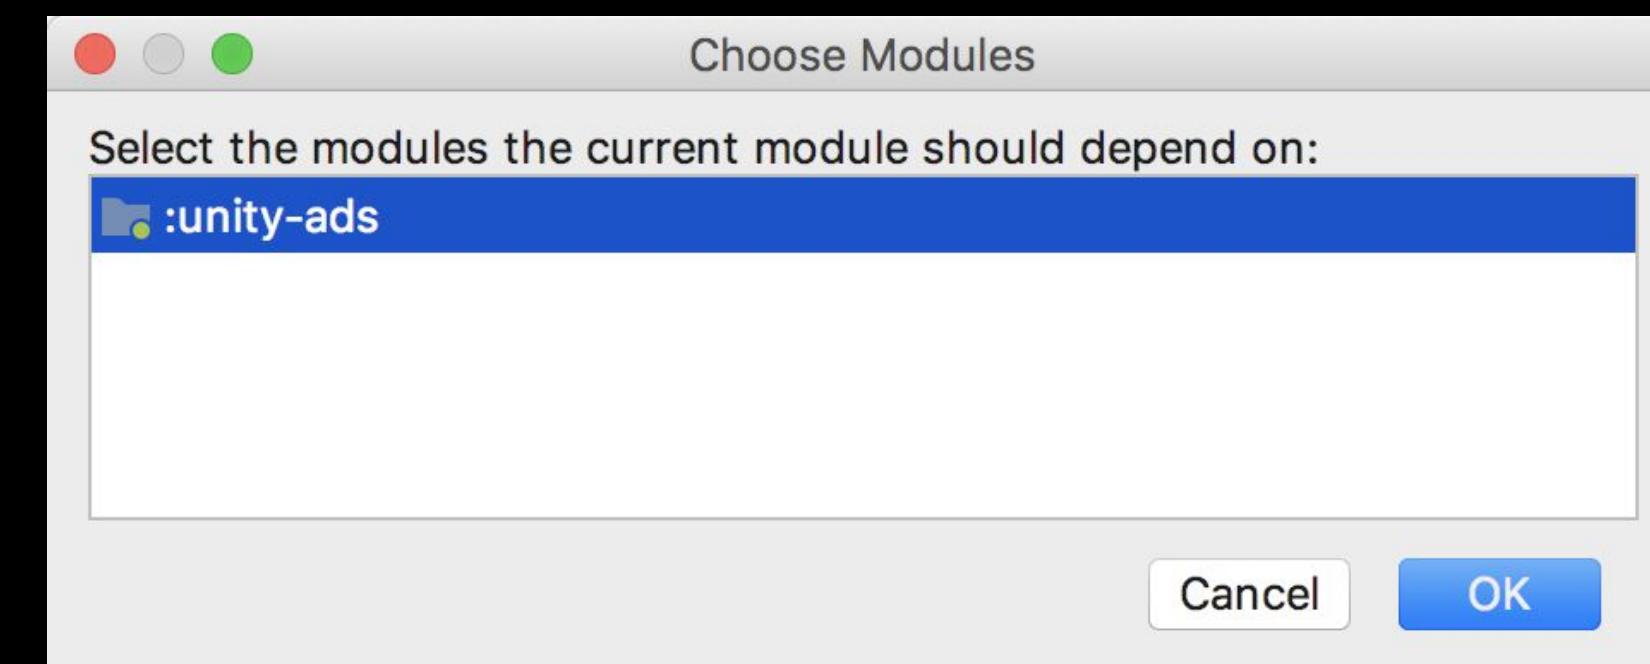 Choose Modules
Select the modules the current module should depend on:
:unity-ads
Cancel OK